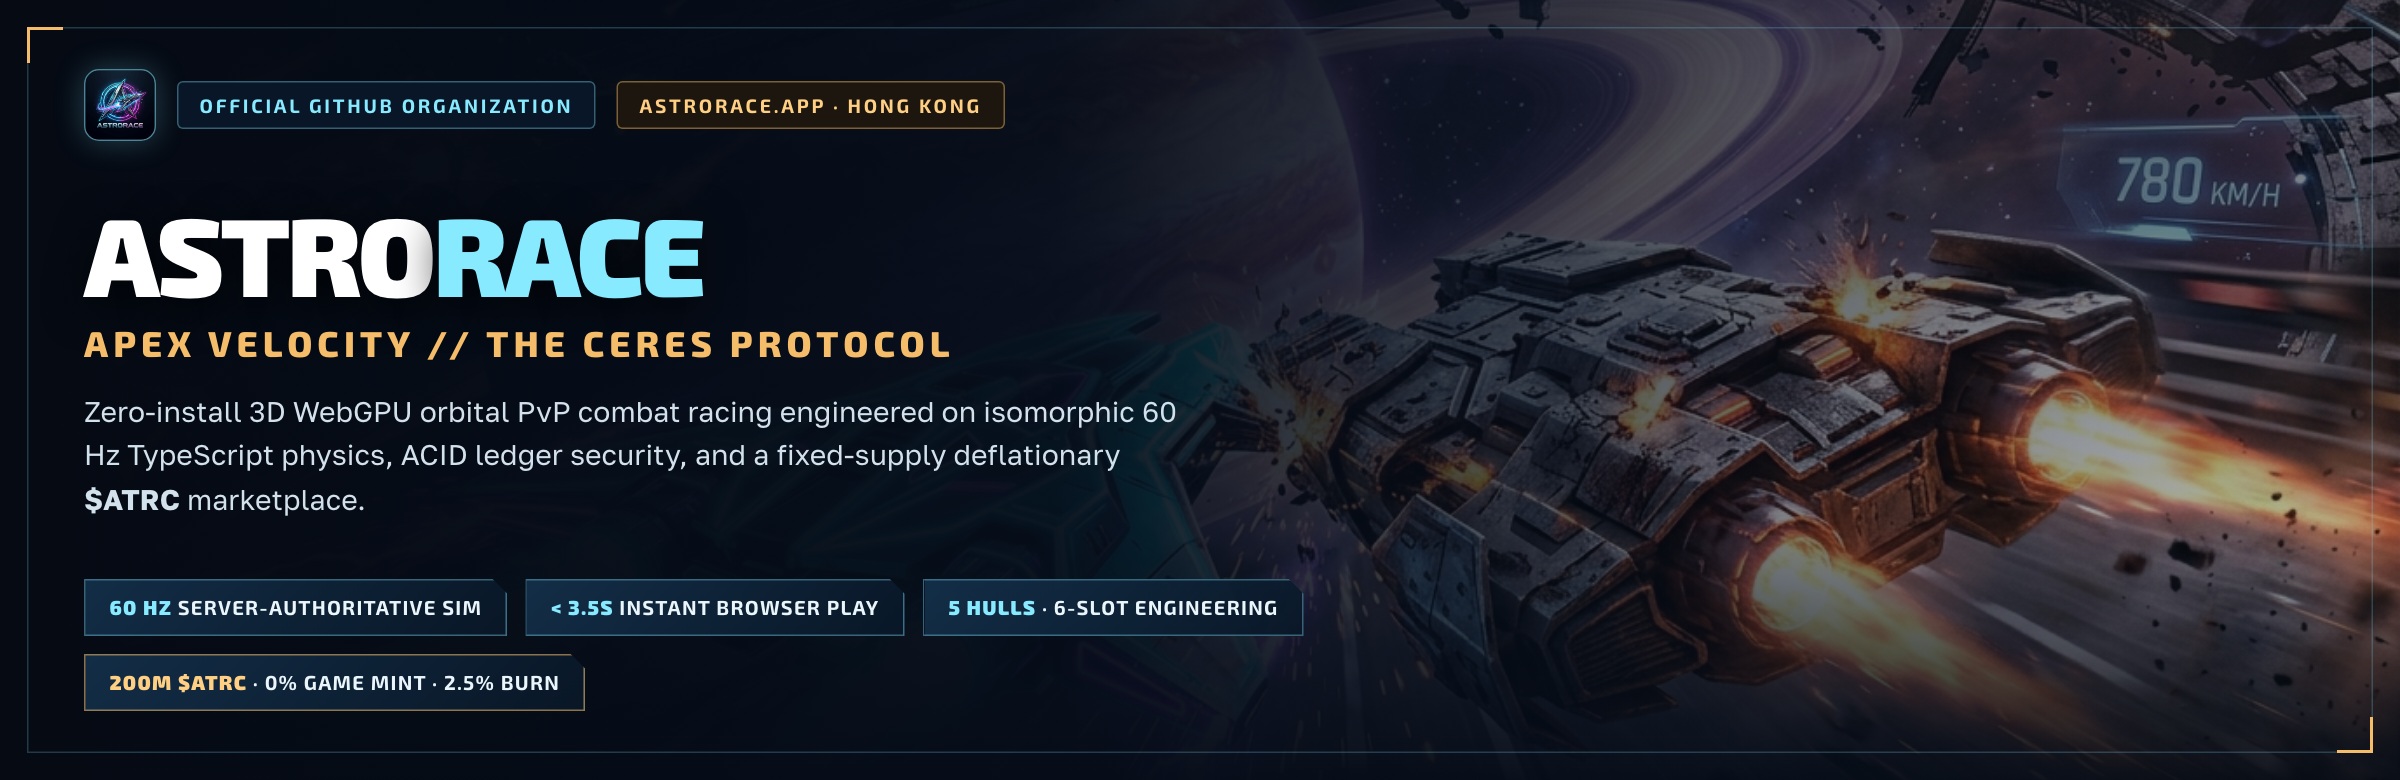 ASTRORACE
OFFICIAL GITHUB ORGANIZATION
ASTRORACE.APP · HONG KONG
780 KM/H
ASTRORACE
APEX VELOCITY // THE CERES PROTOCOL
Zero-install 3D WebGPU orbital PvP combat racing engineered on isomorphic 60
Hz TypeScript physics, ACID ledger security, and a fixed-supply deflationary
$ATRC marketplace.
60 HZ SERVER-AUTHORITATIVE SIM
< 3.5S INSTANT BROWSER PLAY
5 HULLS · 6-SLOT ENGINEERING
200M $ATRC · 0% GAME MINT · 2.5% BURN